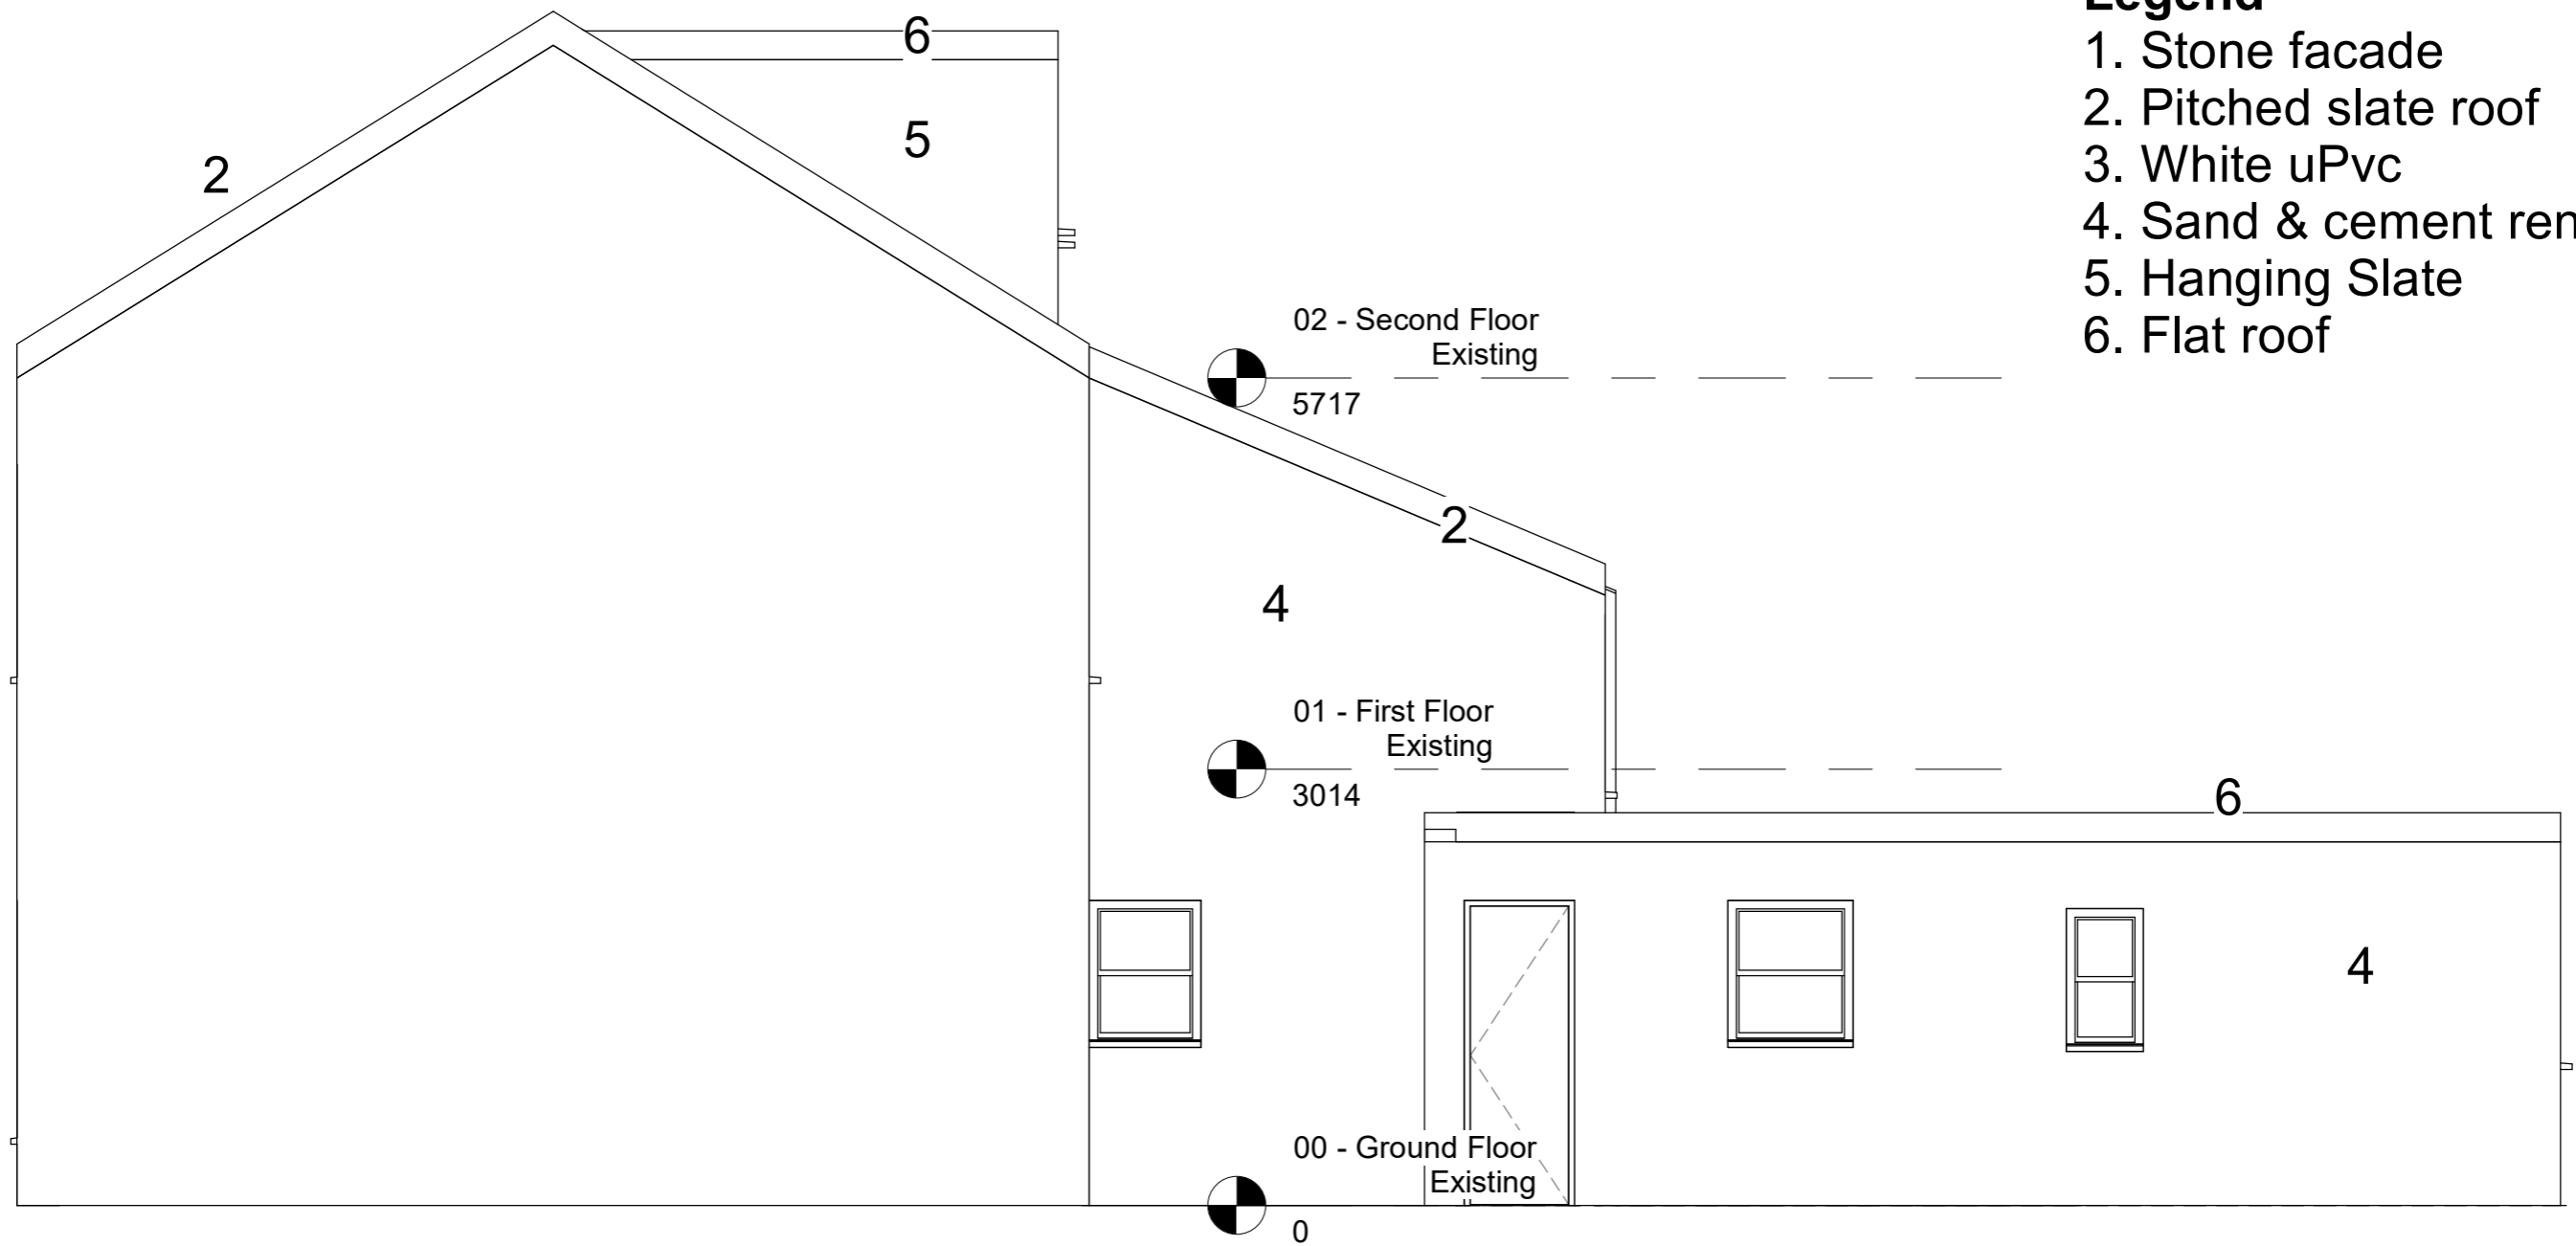 Legend
1. Stone facade
2. Pitched slate roof
3. White uPvc
4. Sand & cement ren
5. Hanging Slate
6. Flat roof
6
5
2
02 - Second Floor
Existing
5717
2
4
01 - First Floor
Existing
3014
6
4
00 - Ground Floor
Existing
0